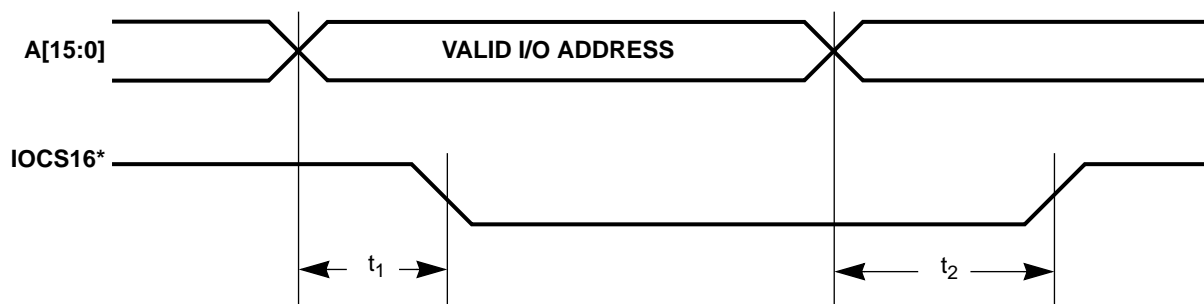 A[15:0] VALID I/O ADDRESS
IOCS16*
t₁ t₂